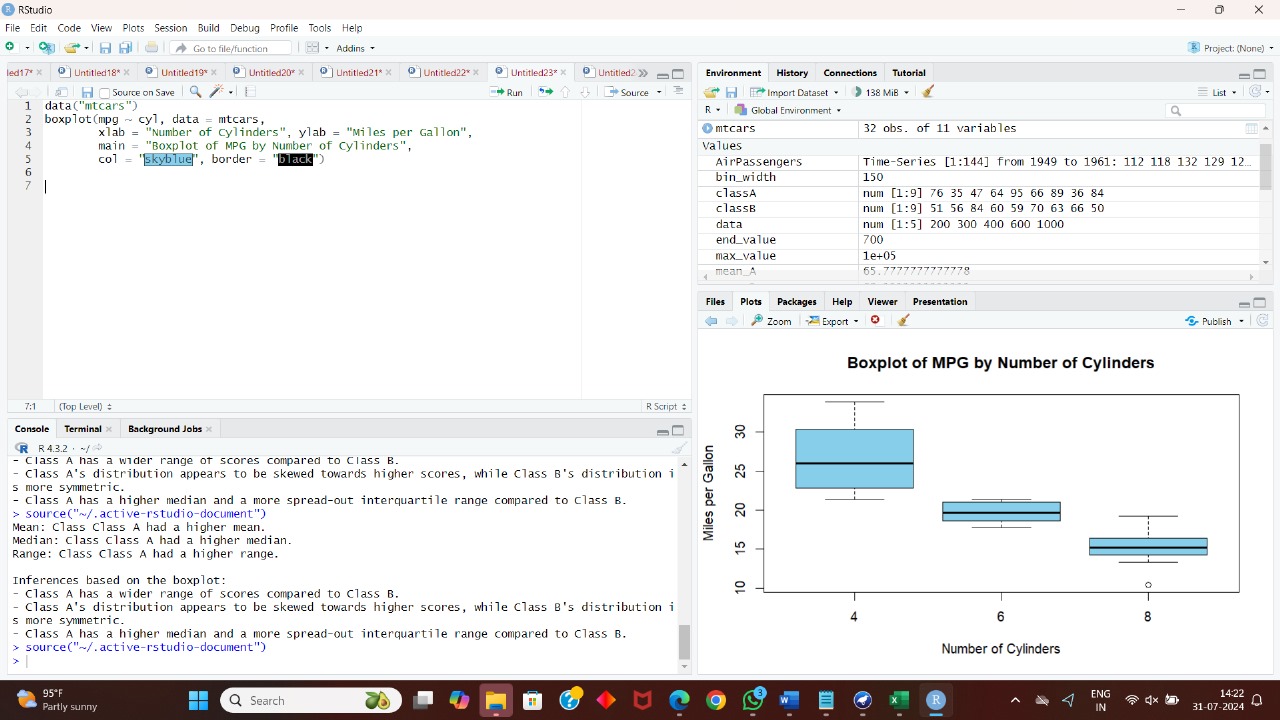 RStudio
File Edit Code View Plots Session Build Debug Profile Tools Help
Go to file/function Addins Project: (None)
led17* Untitled18* Untitled19* Untitled20* Untitled21* Untitled22* Untitled23* Untitled2
Source on Save Run Source
1 data("mtcars")
2 boxplot(mpg ~ cyl, data = mtcars,
3 xlab = "Number of Cylinders", ylab = "Miles per Gallon",
4 main = "Boxplot of MPG by Number of Cylinders",
5 col = "skyblue", border = "black")
6
7
7:1 (Top Level) R Script
Console Terminal Background Jobs
R 4.3.2 · ~/
- Class A has a wider range of scores compared to Class B.
- Class A's distribution appears to be skewed towards higher scores, while Class B's distribution i
s more symmetric.
- Class A has a higher median and a more spread-out interquartile range compared to Class B.
> source("~/.active-rstudio-document")
Mean: Class Class A had a higher mean.
Median: Class Class A had a higher median.
Range: Class Class A had a higher range.
Inferences based on the boxplot:
- Class A has a wider range of scores compared to Class B.
- Class A's distribution appears to be skewed towards higher scores, while Class B's distribution i
s more symmetric.
- Class A has a higher median and a more spread-out interquartile range compared to Class B.
> source("~/.active-rstudio-document")
>
Environment History Connections Tutorial
Import Dataset 138 MiB List
R Global Environment
mtcars 32 obs. of 11 variables
Values
AirPassengers Time-Series [1:144] from 1949 to 1961: 112 118 132 129 12…
bin_width 150
classA num [1:9] 76 35 47 64 95 66 89 36 84
classB num [1:9] 51 56 84 60 59 70 63 66 50
data num [1:5] 200 300 400 600 1000
end_value 700
max_value 1e+05
mean_A 65.7777777777778
Files Plots Packages Help Viewer Presentation
Zoom Export Publish
Boxplot of MPG by Number of Cylinders
Miles per Gallon
30
25
20
15
10
4 6 8
Number of Cylinders
95°F
Partly sunny
Search
3
ENG
IN
14:22
31-07-2024